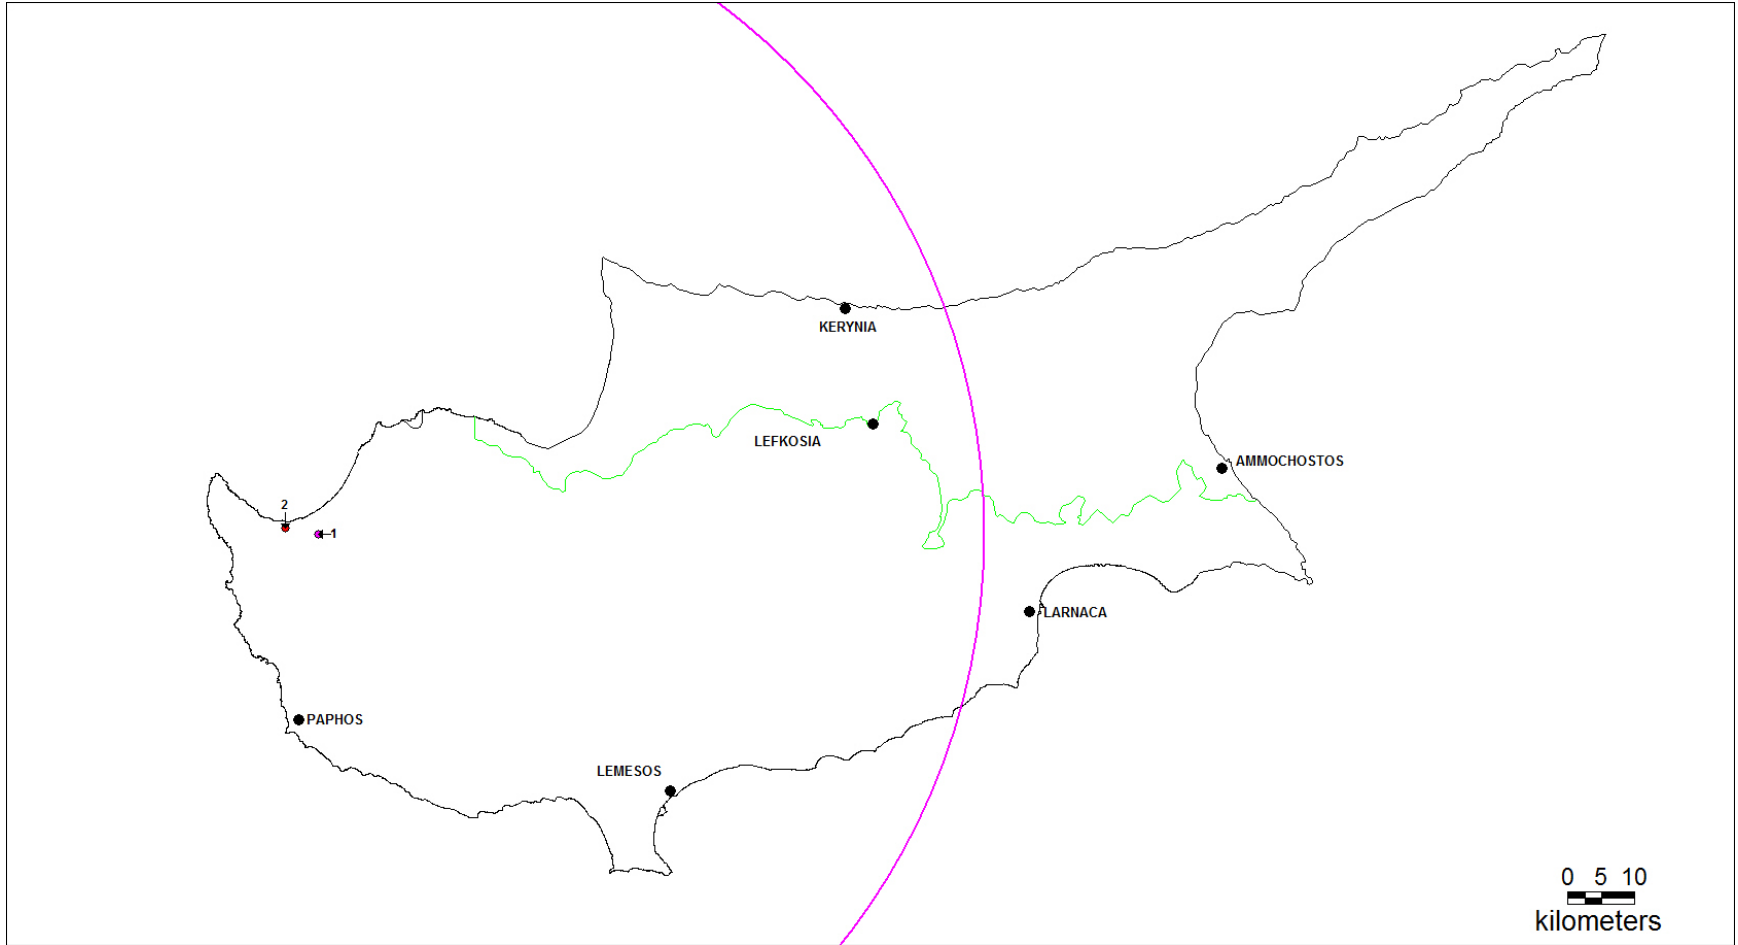 KERYNIA
LEFKOSIA
AMMOCHOSTOS
2
1
LARNACA
PAPHOS
LEMESOS
0 5 10
kilometers